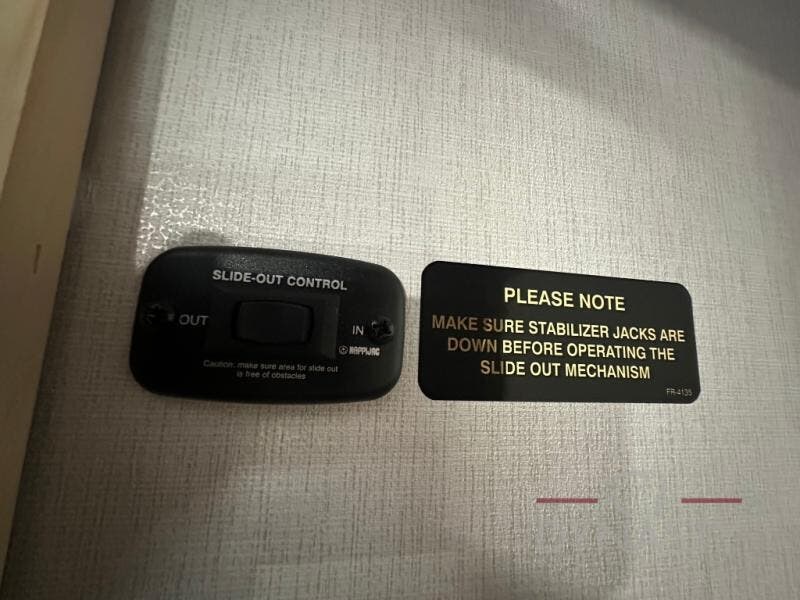 SLIDE-OUT CONTROL
OUT
IN
HAPPIJAC
Caution: make sure area for slide out
is free of obstacles
PLEASE NOTE
MAKE SURE STABILIZER JACKS ARE
DOWN BEFORE OPERATING THE
SLIDE OUT MECHANISM
FR-4135